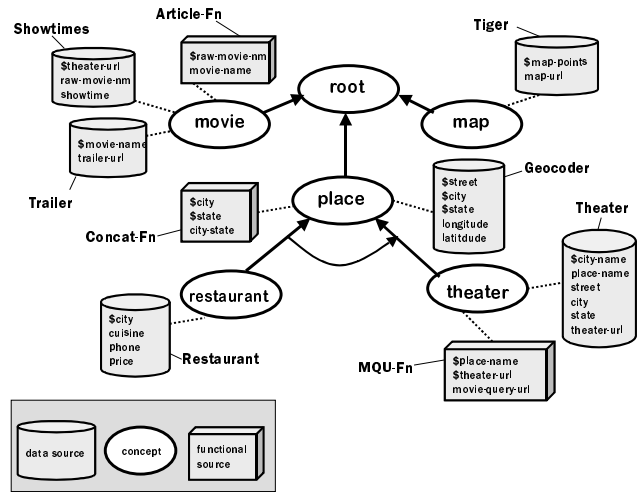 Article-Fn
$raw-movie-nm
movie-name
Showtimes
$theater-url
raw-movie-nm
showtime
Tiger
$map-points
map-url
root
movie
map
$movie-name
trailer-url
Trailer
Geocoder
$street
$city
$state
longitude
latitdude
place
$city
$state
city-state
Concat-Fn
Theater
$city-name
place-name
street
city
state
theater-url
restaurant
theater
$city
cuisine
phone
price
Restaurant
MQU-Fn
$place-name
$theater-url
movie-query-url
data source
concept
functional
source